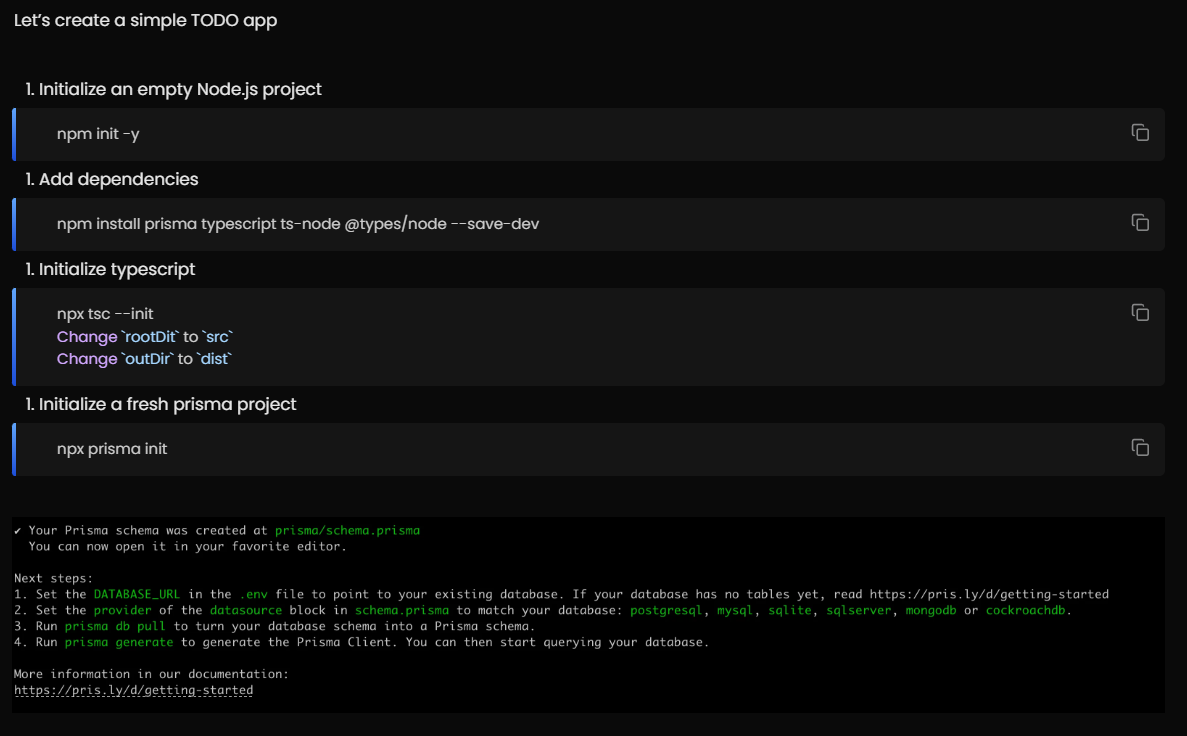 Let's create a simple TODO app
1. Initialize an empty Node.js project
npm init -y
1. Add dependencies
npm install prisma typescript ts-node @types/node --save-dev
1. Initialize typescript
npx tsc --init
Change `rootDit` to `src`
Change `outDir` to `dist`
1. Initialize a fresh prisma project
npx prisma init
✔ Your Prisma schema was created at prisma/schema.prisma
You can now open it in your favorite editor.
Next steps:
1. Set the DATABASE_URL in the .env file to point to your existing database. If your database has no tables yet, read https://pris.ly/d/getting-started
2. Set the provider of the datasource block in schema.prisma to match your database: postgresql, mysql, sqlite, sqlserver, mongodb or cockroachdb.
3. Run prisma db pull to turn your database schema into a Prisma schema.
4. Run prisma generate to generate the Prisma Client. You can then start querying your database.
More information in our documentation:
https://pris.ly/d/getting-started